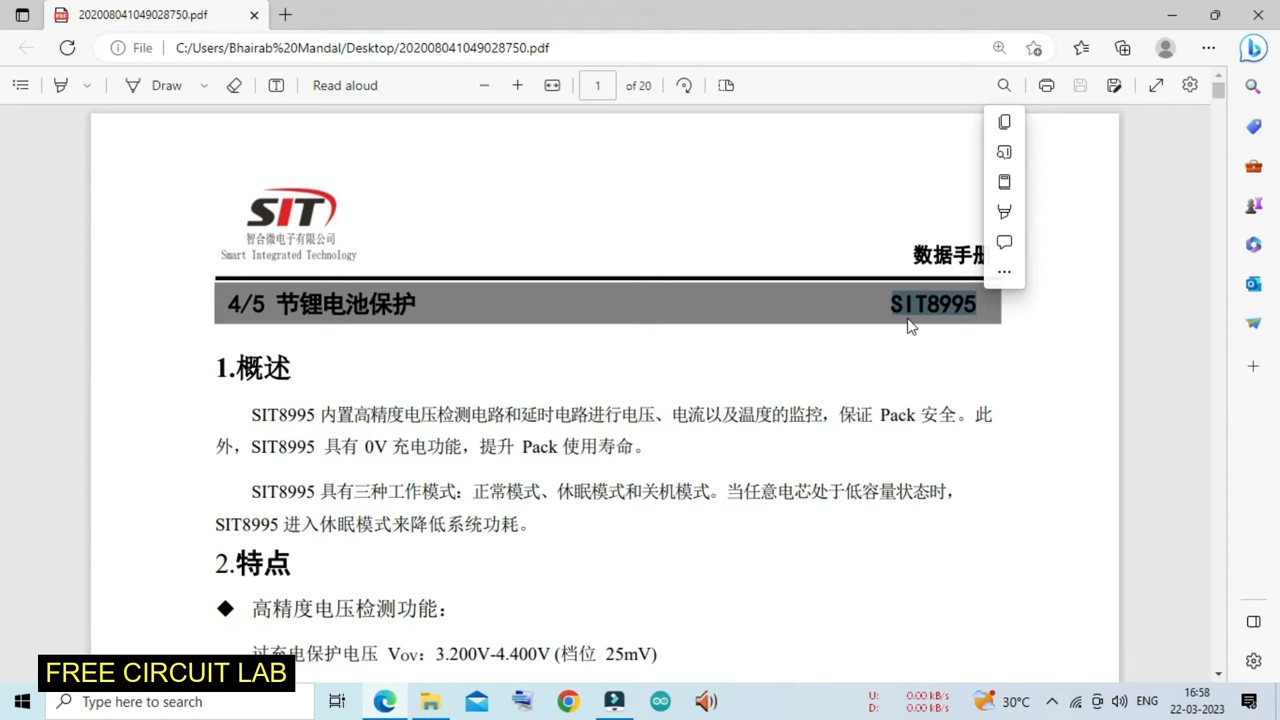 202008041049028750.pdf
File
C:/Users/Bhairab%20Mandal/Desktop/202008041049028750.pdf
Draw
Read aloud
1
of 20
SIT
智合微电子有限公司
Smart Integrated Technology
数据手册
4/5 节锂电池保护
SIT8995
1.概述
SIT8995 内置高精度电压检测电路和延时电路进行电压、电流以及温度的监控，保证 Pack 安全。此
外，SIT8995 具有 0V 充电功能，提升 Pack 使用寿命。
SIT8995 具有三种工作模式：正常模式、休眠模式和关机模式。当任意电芯处于低容量状态时，
SIT8995 进入休眠模式来降低系统功耗。
2.特点
◆ 高精度电压检测功能：
过充电保护电压 VOV：3.200V-4.400V (档位 25mV)
FREE CIRCUIT LAB
Type here to search
U: 0.00 kB/s
D: 0.00 kB/s
30°C
ENG
16:58
22-03-2023